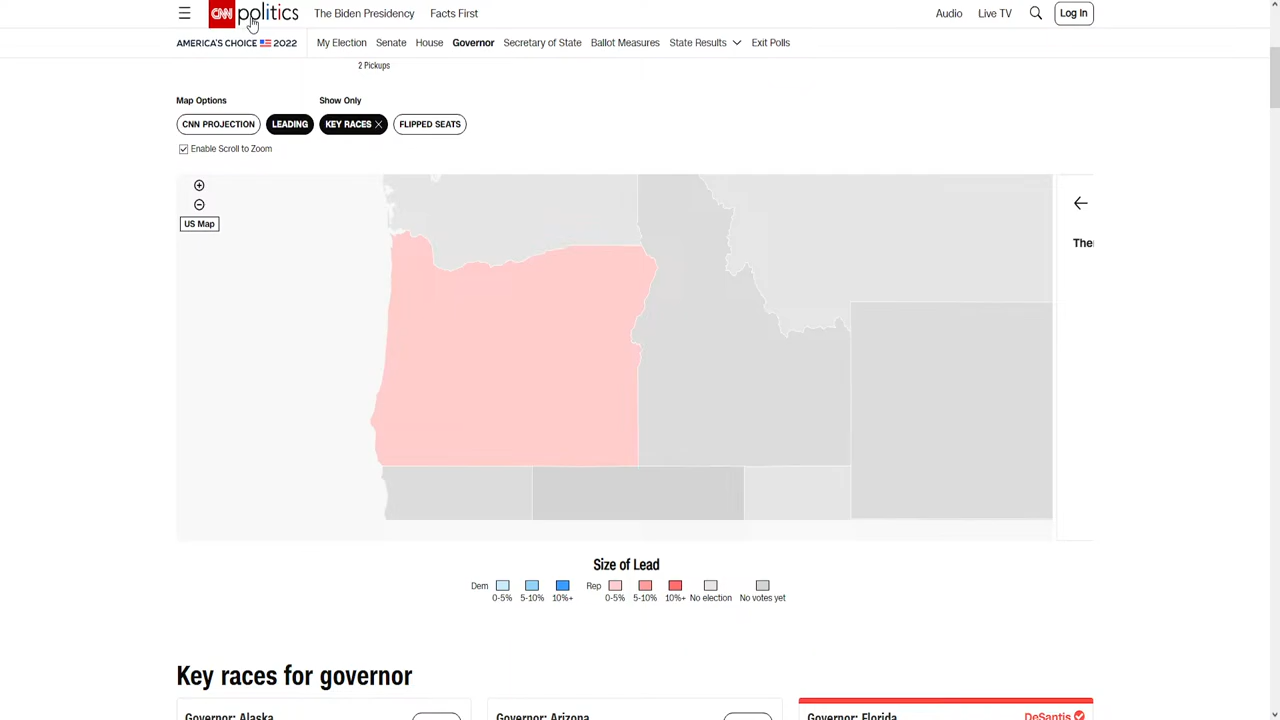 CNN politics The Biden Presidency Facts First Audio Live TV Log In
AMERICA'S CHOICE 2022 My Election Senate House Governor Secretary of State Ballot Measures State Results Exit Polls
2 Pickups
Map Options Show Only
CNN PROJECTION LEADING KEY RACES FLIPPED SEATS
Enable Scroll to Zoom
US Map
Ther
Size of Lead
Dem Rep
0-5% 5-10% 10%+ 0-5% 5-10% 10%+ No election No votes yet
Key races for governor
Governor: Alaska Governor: Arizona Governor: Florida DeSantis